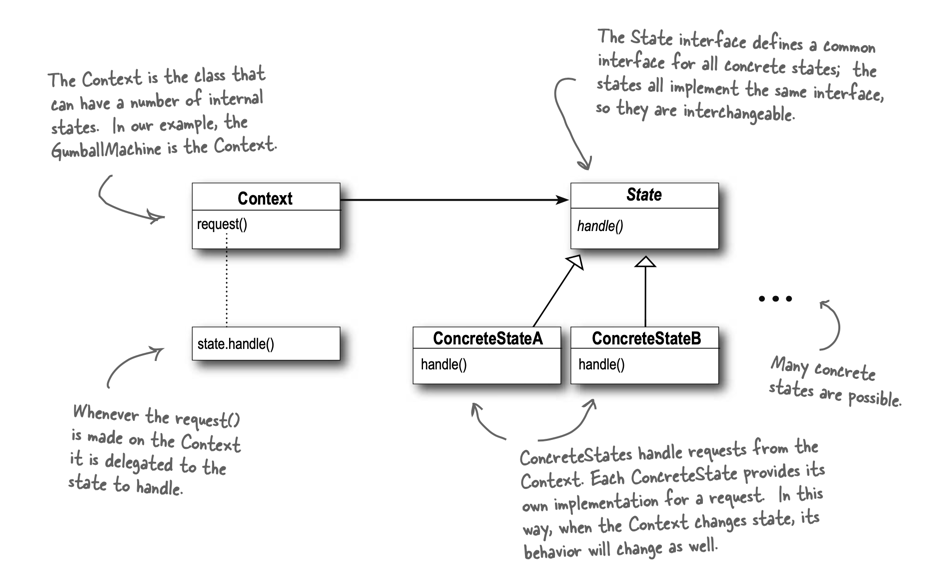 The State interface defines a common
interface for all concrete states; the
states all implement the same interface,
so they are interchangeable.
The Context is the class that
can have a number of internal
states. In our example, the
GumballMachine is the Context.
Context
request()
State
handle()
state.handle()
ConcreteStateA
handle()
ConcreteStateB
handle()
Many concrete
states are possible.
Whenever the request()
is made on the Context
it is delegated to the
state to handle.
ConcreteStates handle requests from the
Context. Each ConcreteState provides its
own implementation for a request. In this
way, when the Context changes state, its
behavior will change as well.